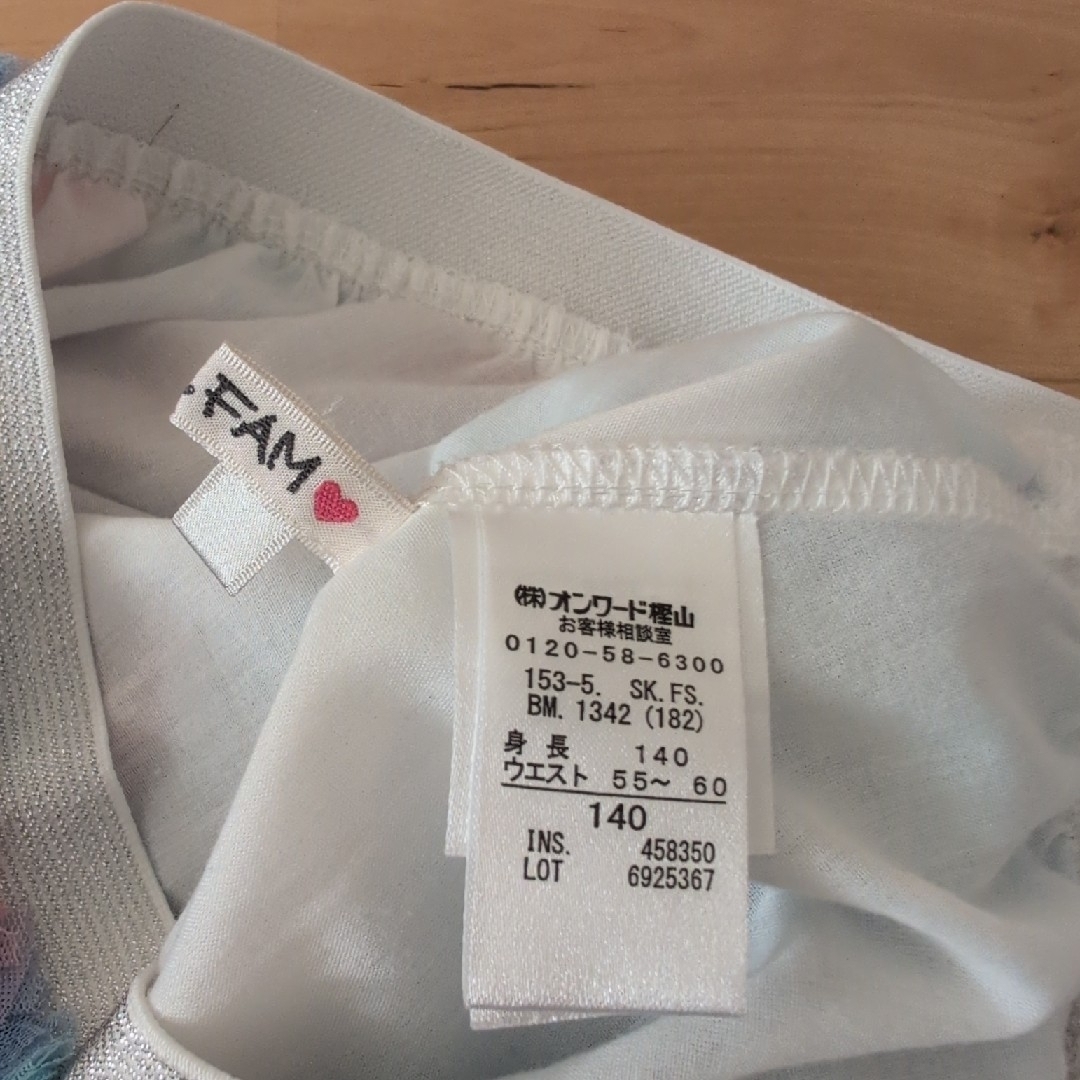 . FAM
㈱オンワード樫山
お客様相談室
0120-58-6300
153-5. SK.FS.
BM. 1342 (182)
身 長 140
ウエスト 55〜 60
140
INS. 458350
LOT 6925367